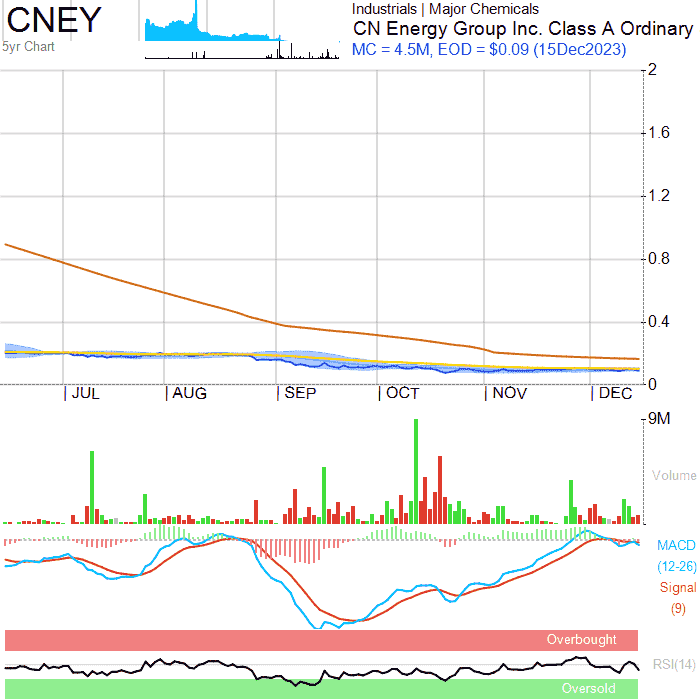 CNEY
5yr Chart
Industrials | Major Chemicals
CN Energy Group Inc. Class A Ordinary
MC = 4.5M, EOD = $0.09 (15Dec2023)
2
1.6
1.2
0.8
0.4
0
| JUL | AUG | SEP | OCT | NOV | DEC
9M
Volume
MACD
(12-26)
Signal
(9)
Overbought
RSI(14)
Oversold